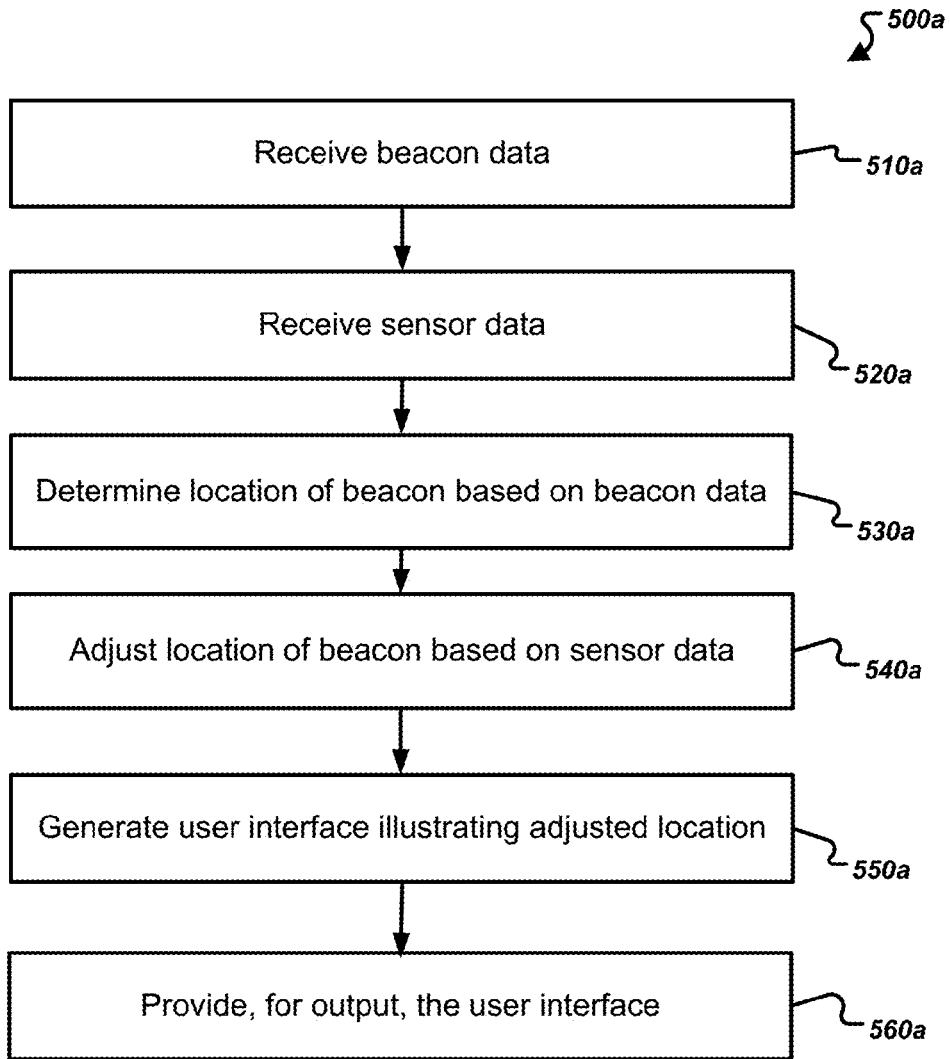 500a
Receive beacon data
510a
Receive sensor data
520a
Determine location of beacon based on beacon data
530a
Adjust location of beacon based on sensor data
540a
Generate user interface illustrating adjusted location
550a
Provide, for output, the user interface
560a